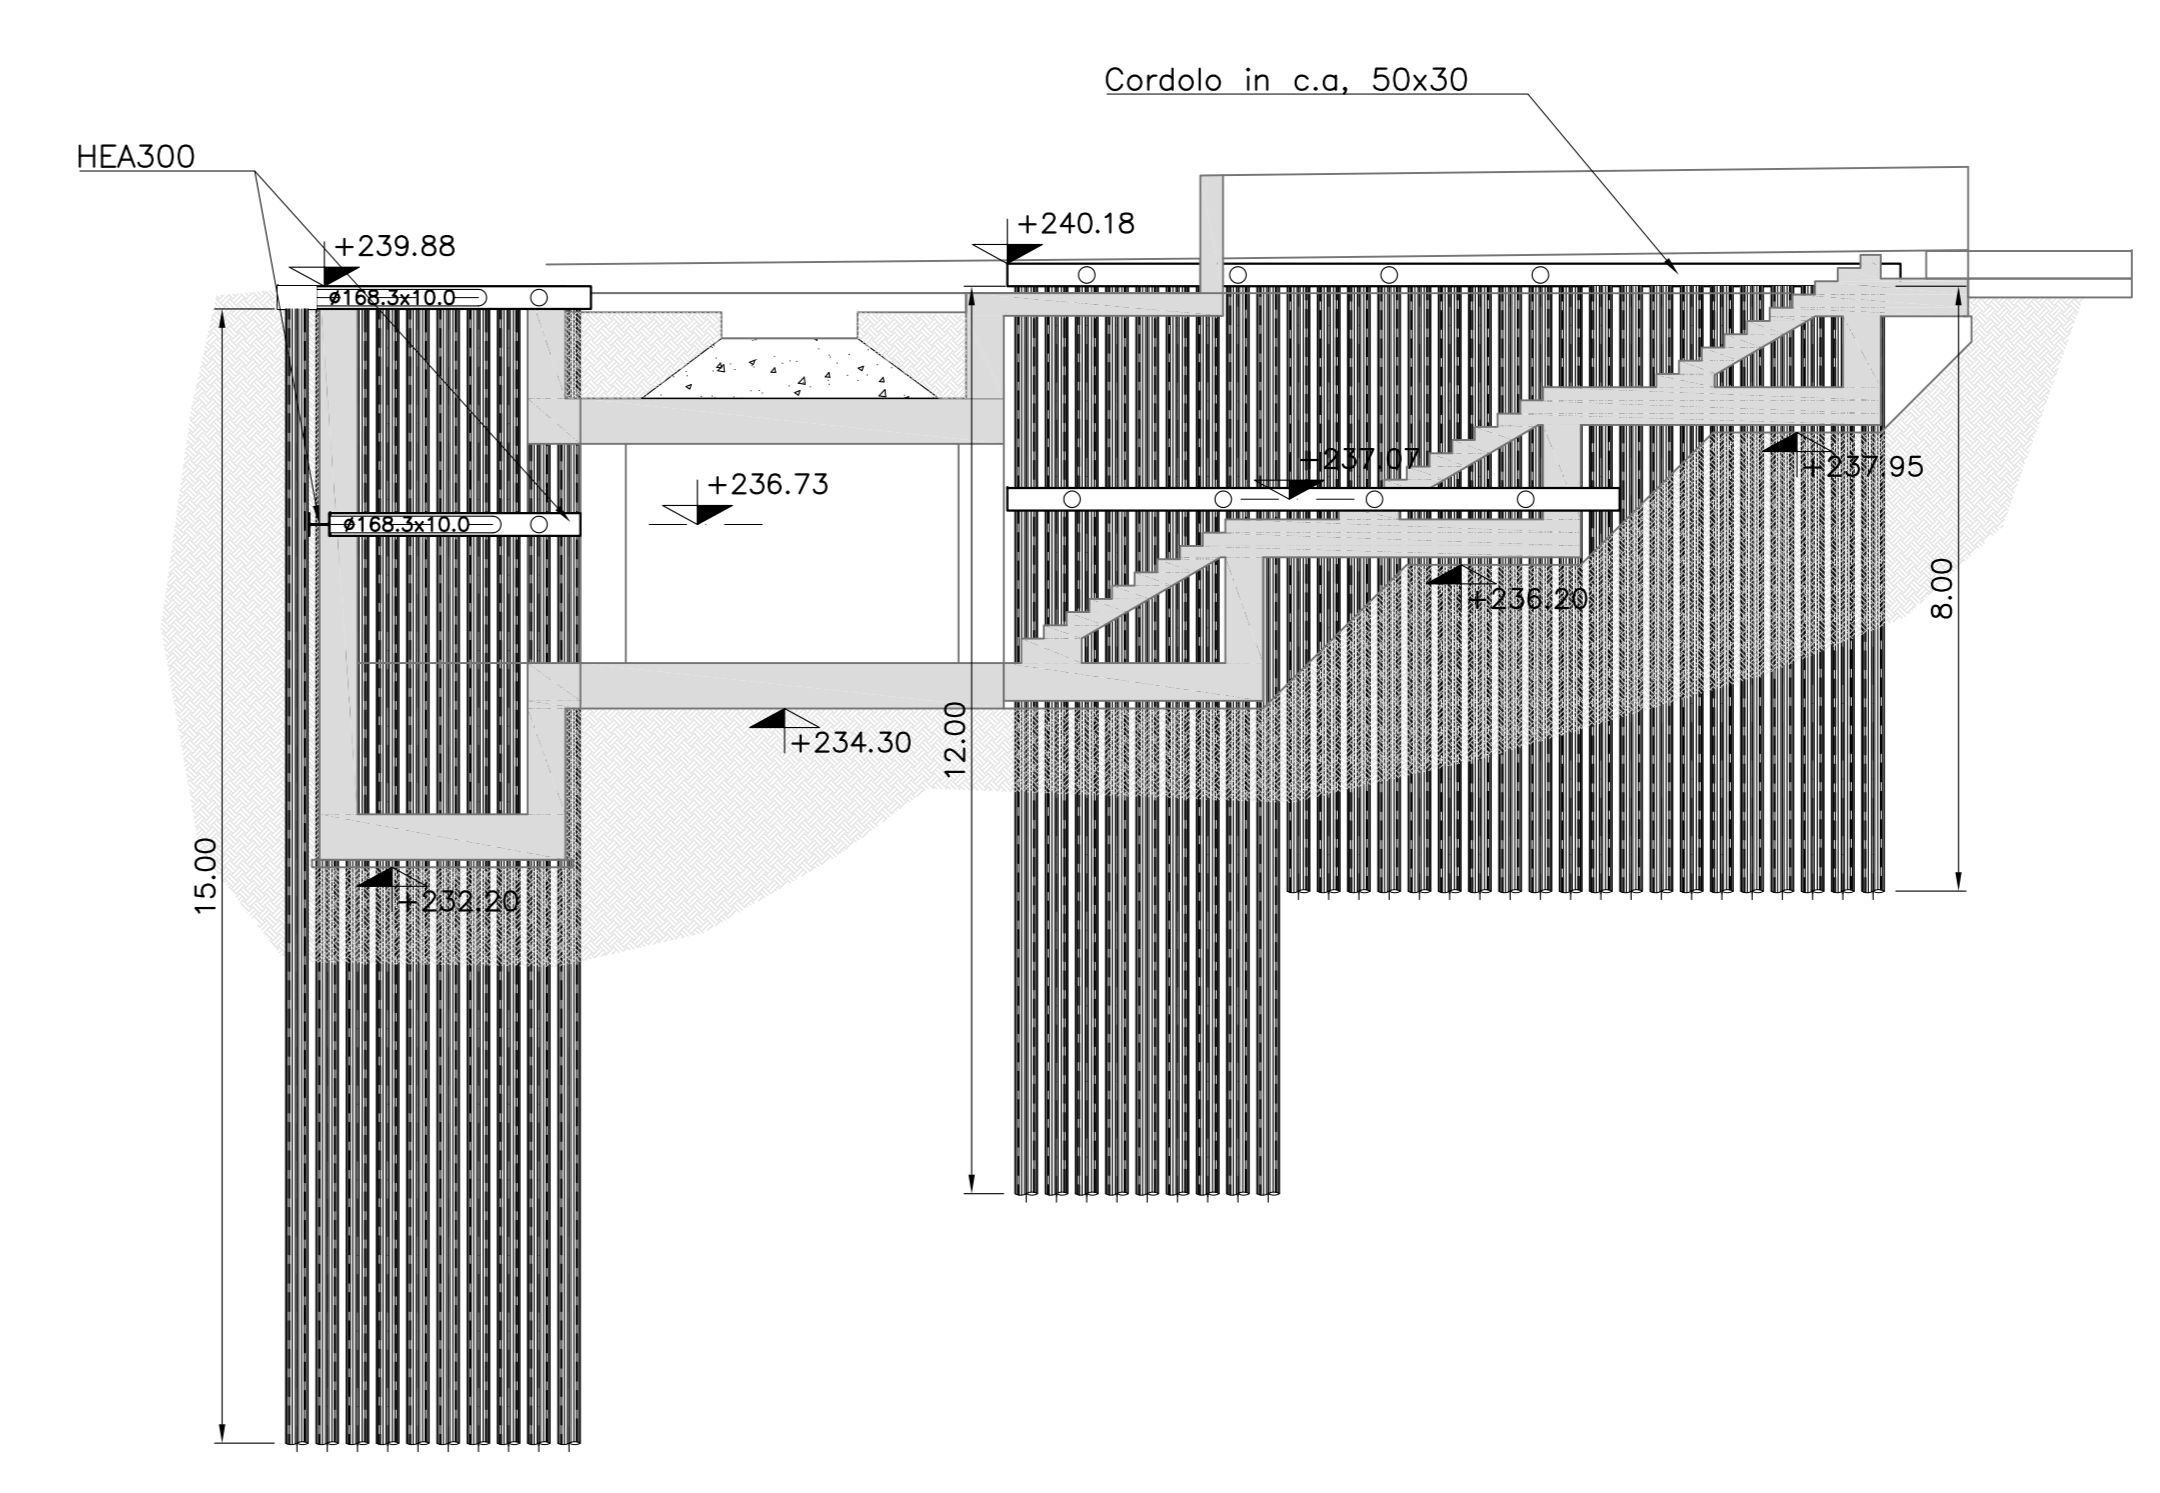 Cordolo in c.a, 50x30
HEA300
+240.18
+239.88
ø168.3x10.0
+237.07
+237.95
+236.73
ø168.3x10.0
8.00
+236.20
12.00
+234.30
15.00
+232.20